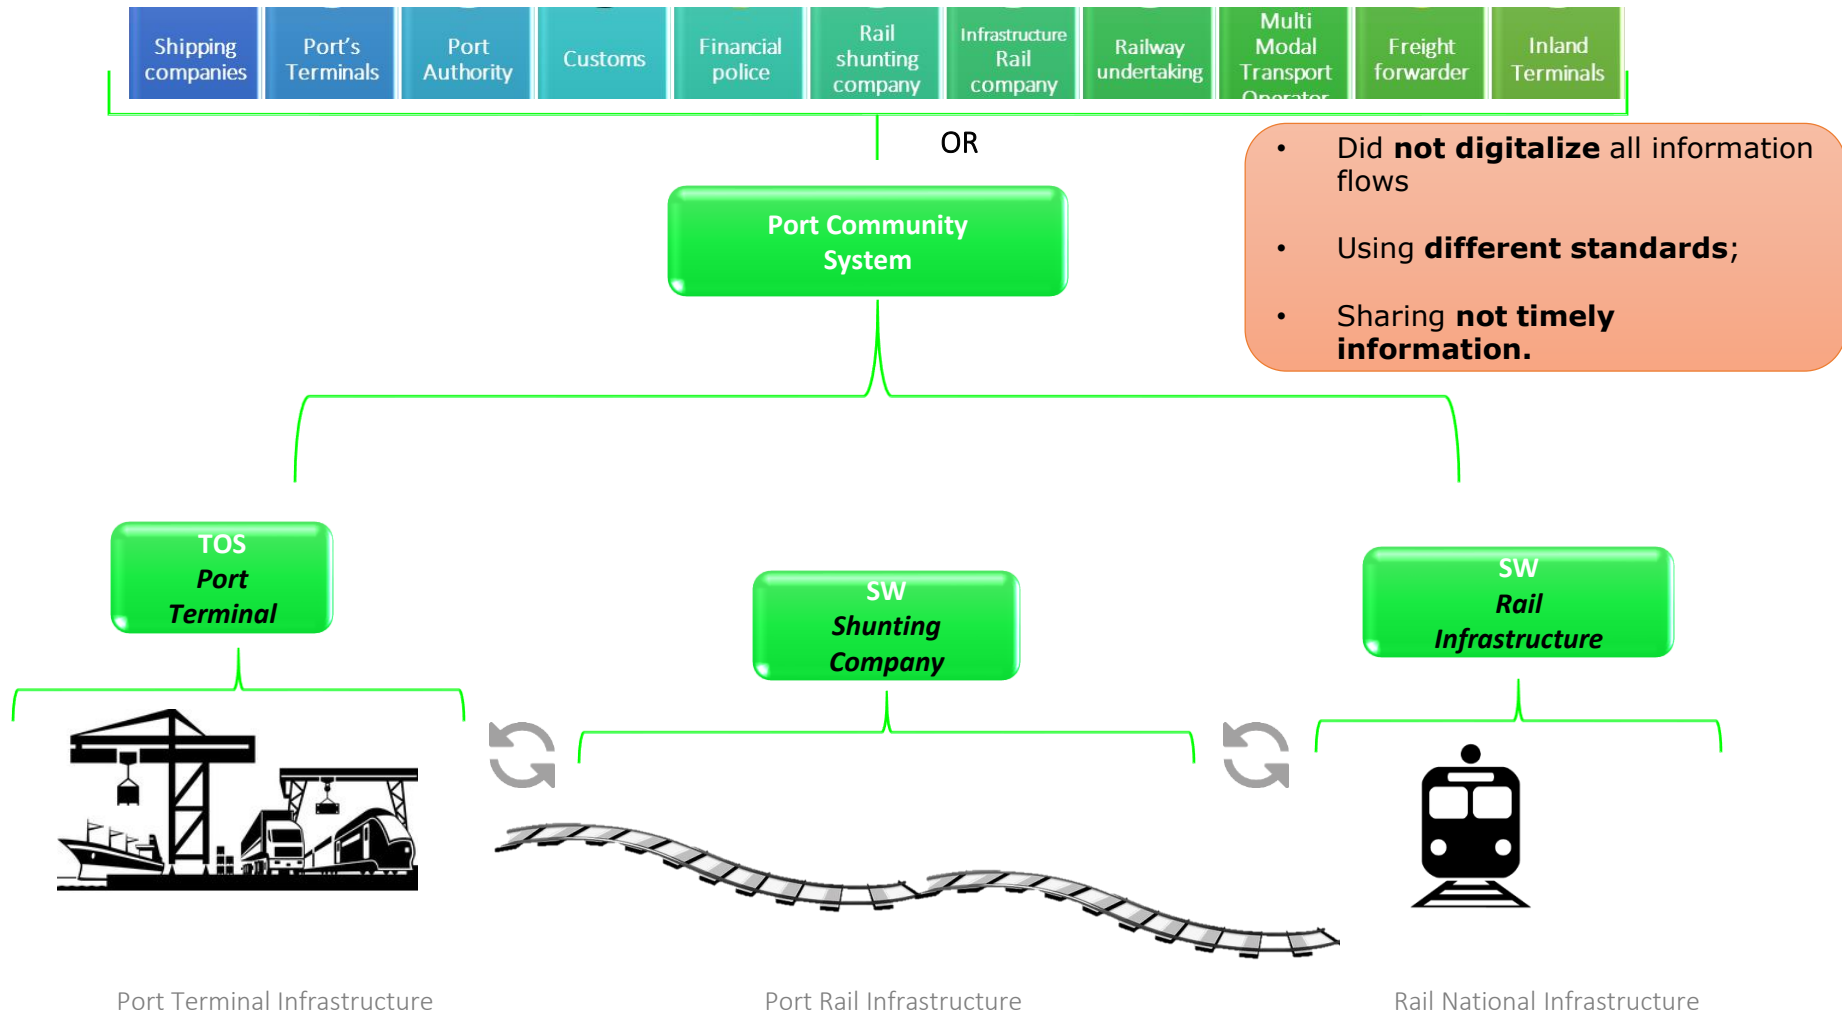 Shipping
companies
Port's
Terminals
Port
Authority
Customs
Financial
police
Rail
shunting
company
Infrastructure
Rail
company
Railway
undertaking
Multi
Modal
Transport
Operator
Freight
forwarder
Inland
Terminals
OR
• Did not digitalize all information
flows
• Using different standards;
• Sharing not timely
information.
Port Community
System
TOS
Port
Terminal
SW
Shunting
Company
SW
Rail
Infrastructure
Port Terminal Infrastructure
Port Rail Infrastructure
Rail National Infrastructure